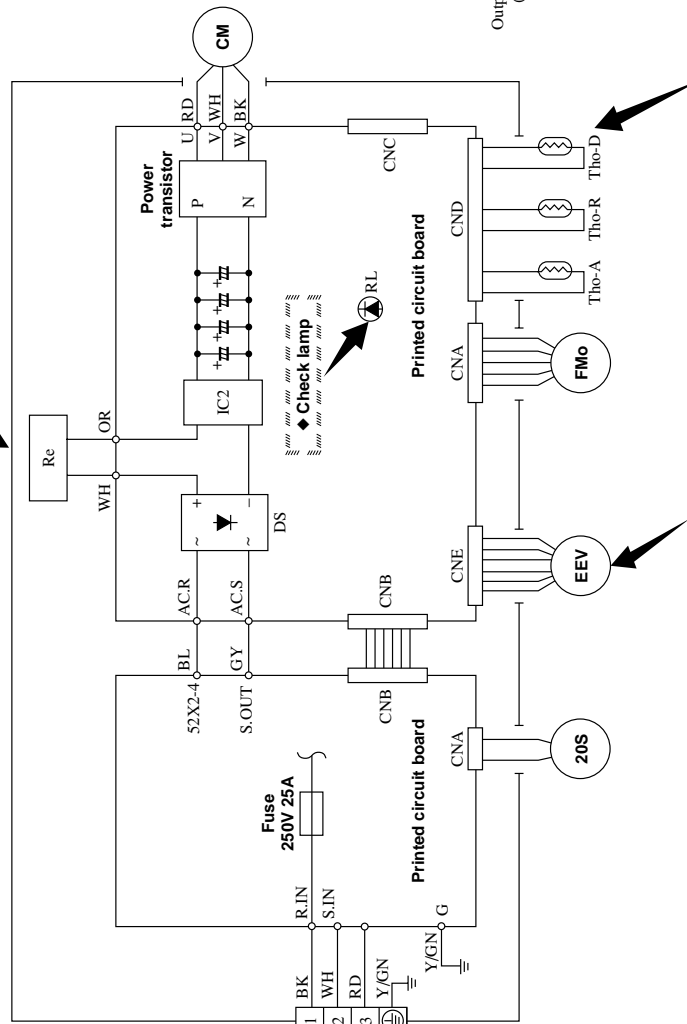 Outp
(
CM
RD
WH
BK
U
V
W
Power
transistor
P
N
CNC
Tho-D
Tho-R
Tho-A
CND
Printed circuit board
RL
◆ Check lamp
IC2
+
+
+
+
CNA
FMo
OR
Re
WH
+
−
~
~
DS
CNE
EEV
AC.R
AC.S
CNB
BL
GY
CNB
52X2-4
S.OUT
Fuse
250V 25A
Printed circuit board
CNA
20S
R.IN
S.IN
G
Y/GN
BK
WH
RD
Y/GN
1
2
3